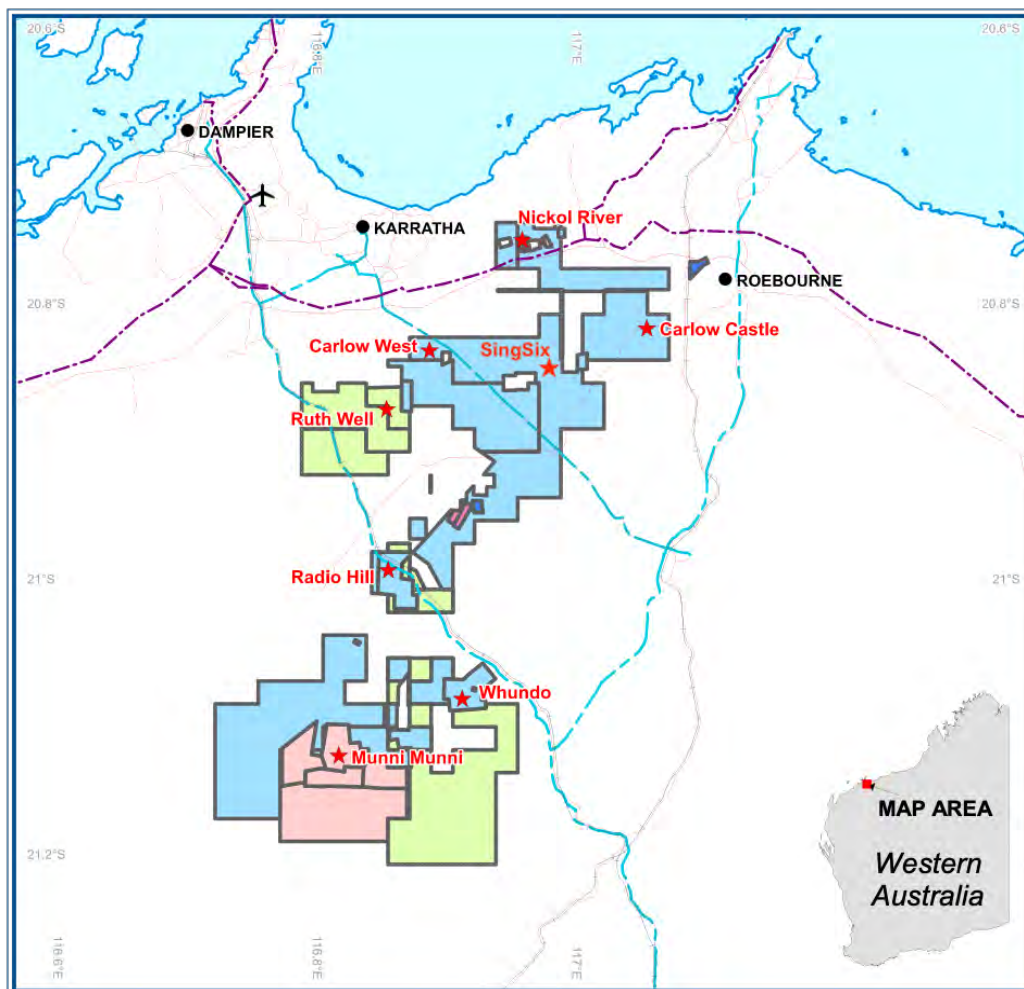 20.6°S
116.8°E
117°E
20.6°S
DAMPIER
KARRATHA
Nickol River
ROEBOURNE
20.8°S
20.8°S
Carlow Castle
Carlow West
SingSix
Ruth Well
Radio Hill
21°S
21°S
Whundo
Munni Munni
MAP AREA
21.2°S
Western
Australia
116.6°E
116.8°E
117°E